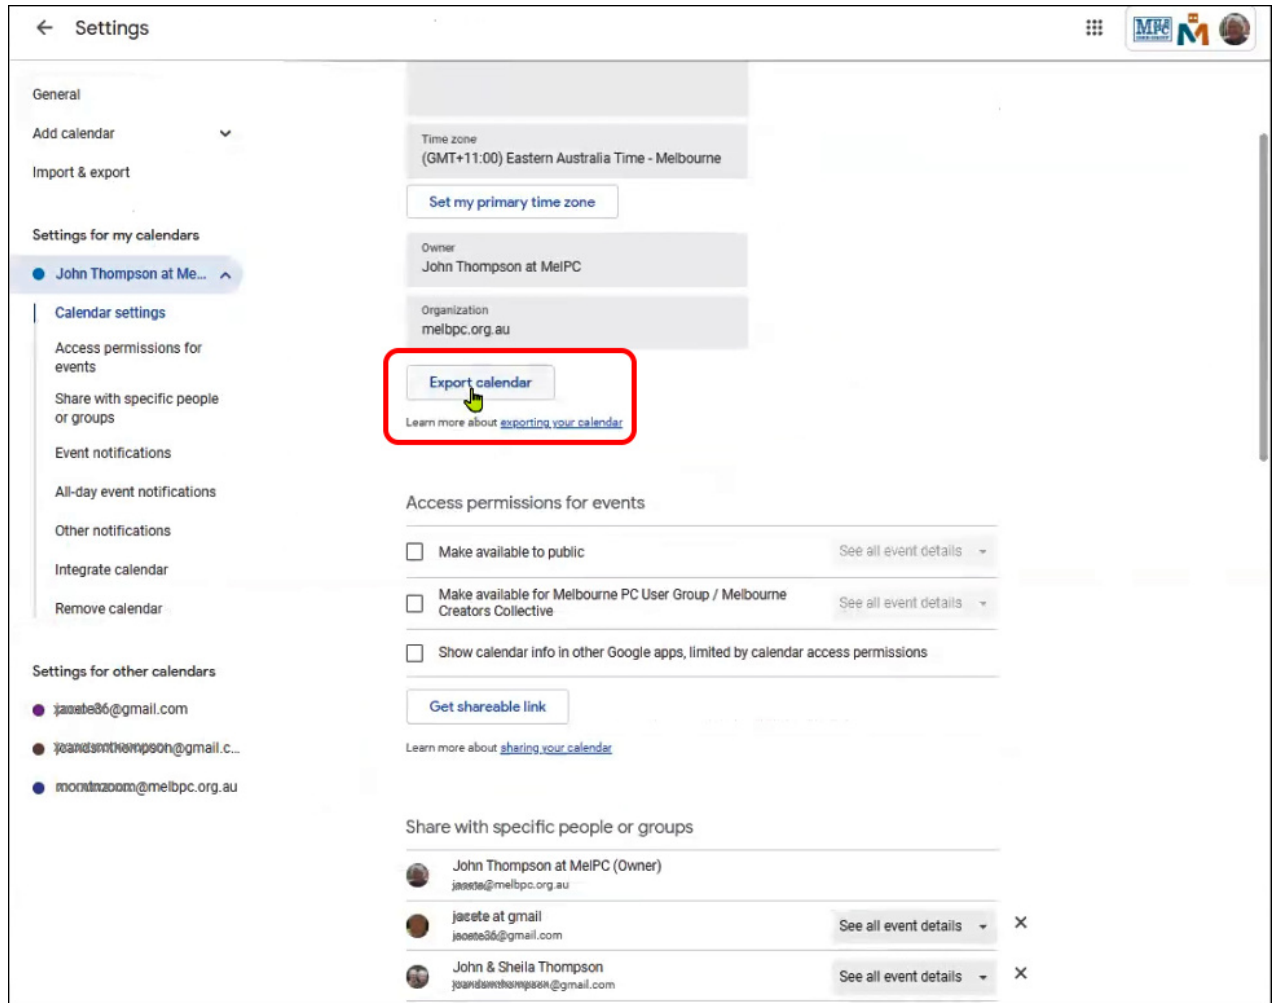 Settings
MPC
General
Add calendar
Import & export
Settings for my calendars
John Thompson at Me...
Calendar settings
Access permissions for
events
Share with specific people
or groups
Event notifications
All-day event notifications
Other notifications
Integrate calendar
Remove calendar
Settings for other calendars
@gmail.com
@gmail.c...
@melbpc.org.au
Time zone
(GMT+11:00) Eastern Australia Time - Melbourne
Set my primary time zone
Owner
John Thompson at MelPC
Organization
melbpc.org.au
Export calendar
Learn more about exporting your calendar
Access permissions for events
Make available to public
See all event details
Make available for Melbourne PC User Group / Melbourne
Creators Collective
See all event details
Show calendar info in other Google apps, limited by calendar access permissions
Get shareable link
Learn more about sharing your calendar
Share with specific people or groups
John Thompson at MelPC (Owner)
@melbpc.org.au
at gmail
@gmail.com
See all event details
John & Sheila Thompson
@gmail.com
See all event details